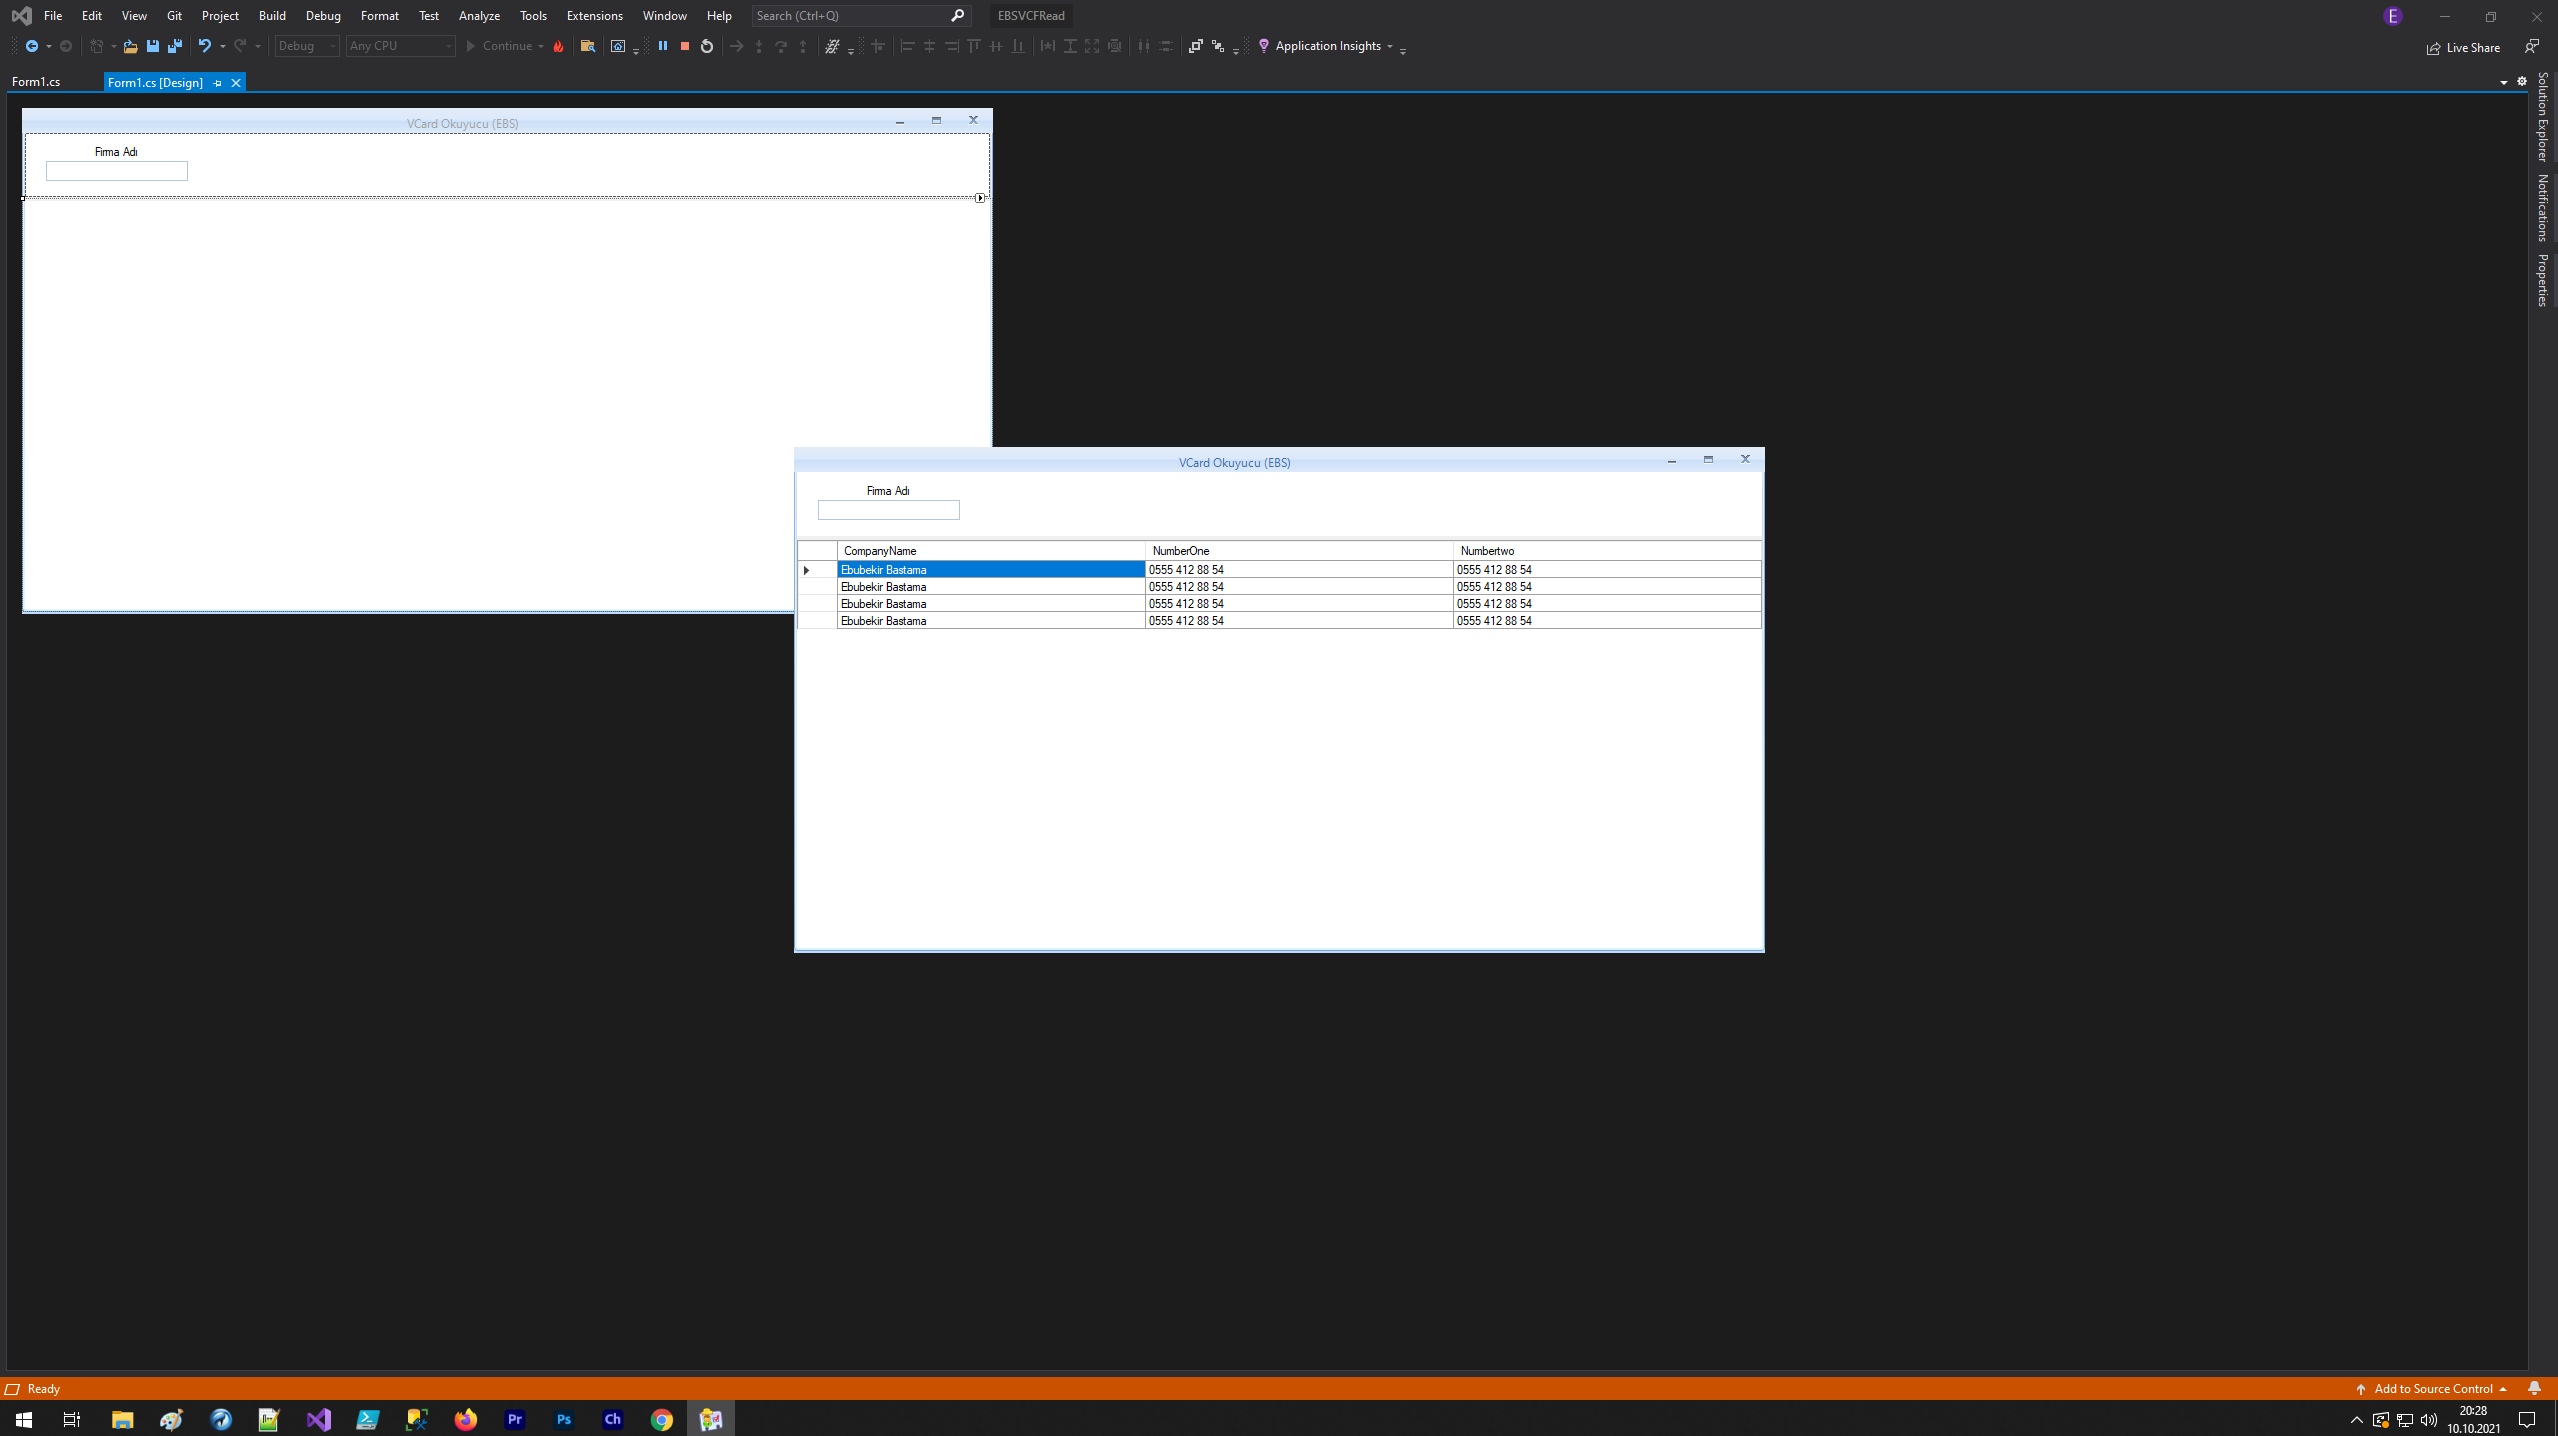 File Edit View Git Project Build Debug Format Test Analyze Tools Extensions Window Help Search (Ctrl+Q) EBSVCFRead E
Debug Any CPU Continue Application Insights Live Share
Form1.cs Form1.cs [Design]
Solution Explorer
Notifications
Properties
VCard Okuyucu (EBS)
Firma Adı
VCard Okuyucu (EBS)
Firma Adı
CompanyName NumberOne Numbertwo
Ebubekir Bastama 0555 412 88 54 0555 412 88 54
Ebubekir Bastama 0555 412 88 54 0555 412 88 54
Ebubekir Bastama 0555 412 88 54 0555 412 88 54
Ebubekir Bastama 0555 412 88 54 0555 412 88 54
Ready Add to Source Control
Pr Ps Ch
20:28
10.10.2021